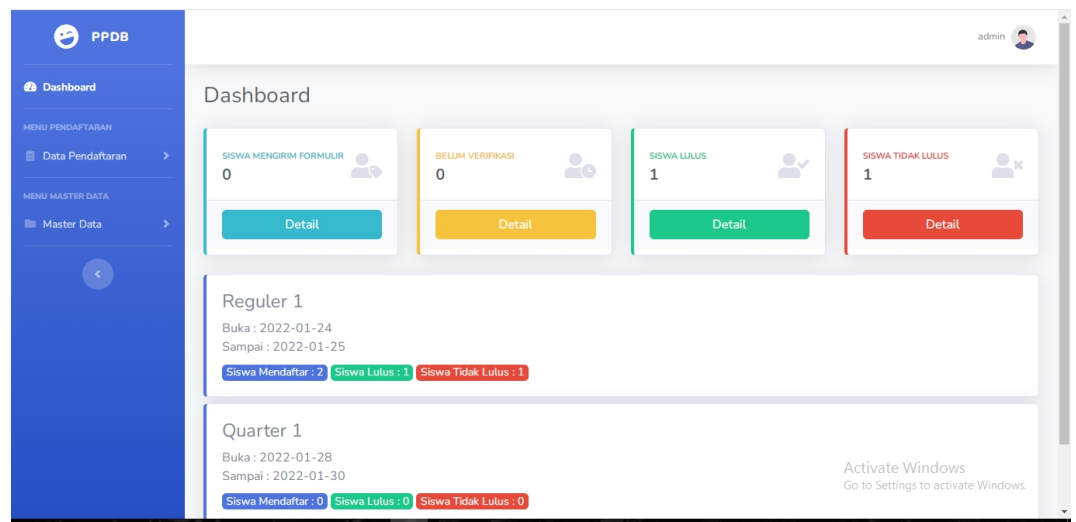 PPDB
admin
Dashboard
MENU PENDAFTARAN
Data Pendaftaran
MENU MASTER DATA
Master Data
Dashboard
SISWA MENGIRIM FORMULIR
0
Detail
BELUM VERIFIKASI
0
Detail
SISWA LULUS
1
Detail
SISWA TIDAK LULUS
1
Detail
Reguler 1
Buka : 2022-01-24
Sampai : 2022-01-25
Siswa Mendaftar : 2 Siswa Lulus : 1 Siswa Tidak Lulus : 1
Quarter 1
Buka : 2022-01-28
Sampai : 2022-01-30
Siswa Mendaftar : 0 Siswa Lulus : 0 Siswa Tidak Lulus : 0
Activate Windows
Go to Settings to activate Windows.